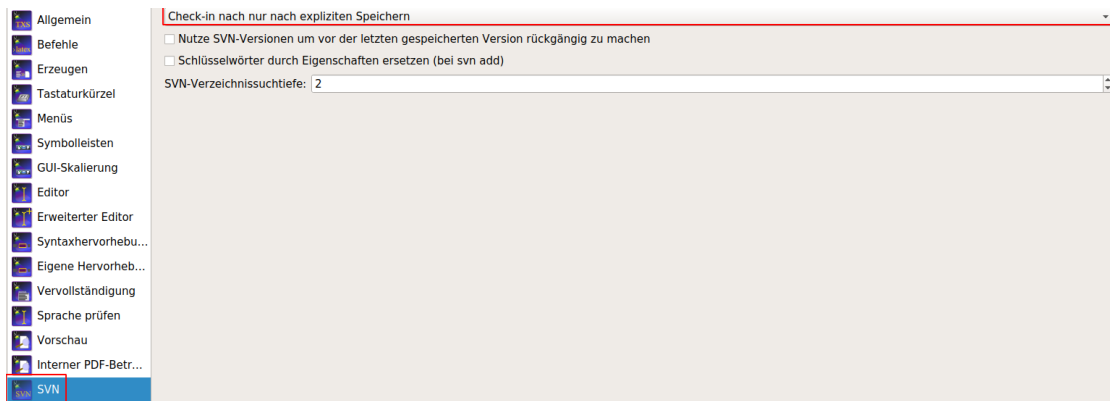 Allgemein
Befehle
Erzeugen
Tastaturkürzel
Menüs
Symbolleisten
GUI-Skalierung
Editor
Erweiterter Editor
Syntaxhervorhebu...
Eigene Hervorheb...
Vervollständigung
Sprache prüfen
Vorschau
Interner PDF-Betr...
SVN
Check-in nach nur nach expliziten Speichern
Nutze SVN-Versionen um vor der letzten gespeicherten Version rückgängig zu machen
Schlüsselwörter durch Eigenschaften ersetzen (bei svn add)
SVN-Verzeichnissuchtiefe: 2